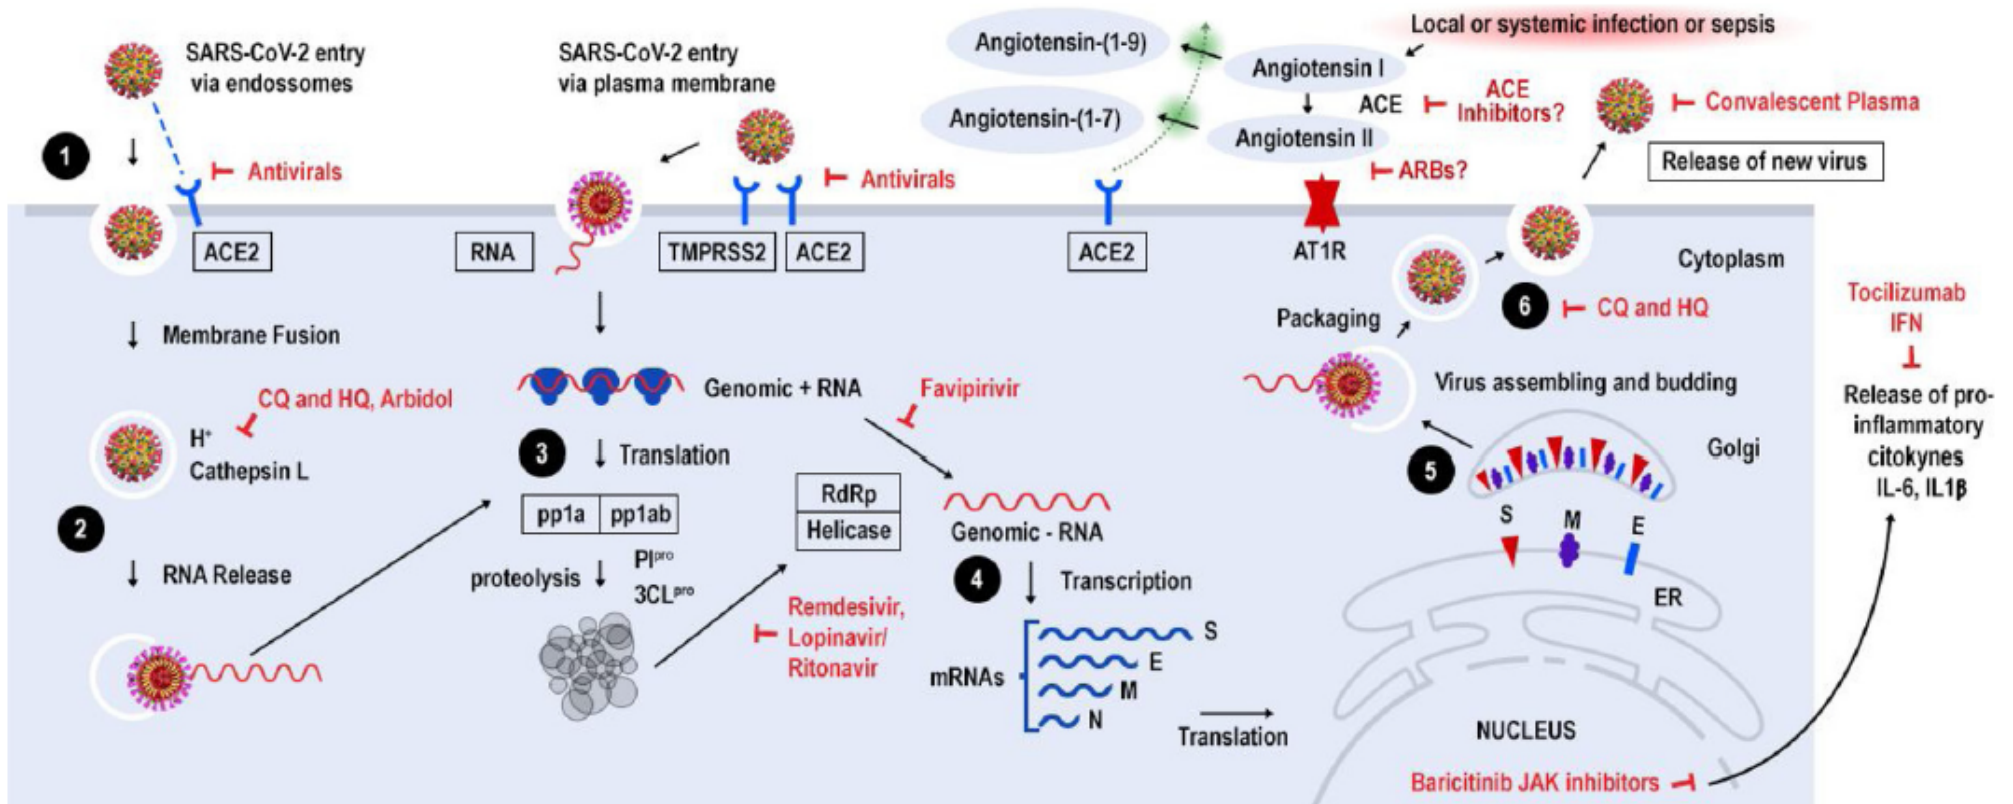 SARS-CoV-2 entry
via endossomes
1
Antivirals
ACE2
Membrane Fusion
CQ and HQ, Arbidol
H+
Cathepsin L
2
RNA Release
SARS-CoV-2 entry
via plasma membrane
Antivirals
RNA
TMPRSS2
ACE2
Genomic + RNA
3
Translation
pp1a
pp1ab
proteolysis
PIpro
3CLpro
RdRp
Helicase
Remdesivir,
Lopinavir/
Ritonavir
Favipirivir
Genomic - RNA
4
Transcription
mRNAs
S
E
M
N
Translation
Angiotensin-(1-9)
Angiotensin-(1-7)
Local or systemic infection or sepsis
Angiotensin I
ACE
ACE
Inhibitors?
Angiotensin II
ARBs?
ACE2
AT1R
Convalescent Plasma
Release of new virus
Cytoplasm
6
CQ and HQ
Packaging
Virus assembling and budding
5
Golgi
S
M
E
ER
NUCLEUS
Baricitinib JAK inhibitors
Tocilizumab
IFN
Release of pro-
inflammatory
citokynes
IL-6, IL1β